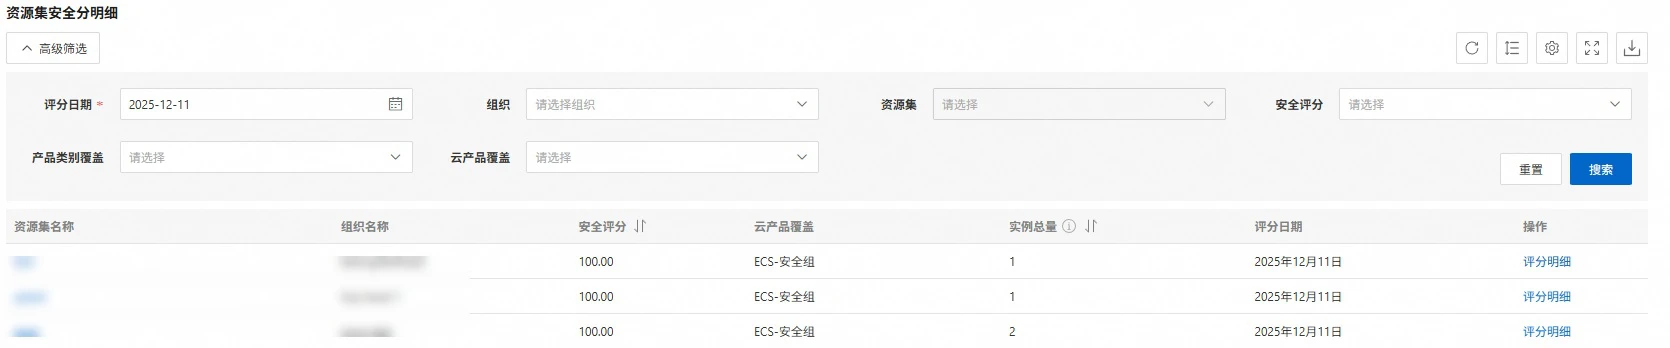 资源集安全分明细
高级筛选
评分日期 * 2025-12-11 组织 请选择组织 资源集 请选择 安全评分 请选择
产品类别覆盖 请选择 云产品覆盖 请选择
重置 搜索
资源集名称 组织名称 安全评分 云产品覆盖 实例总量 评分日期 操作
100.00 ECS-安全组 1 2025年12月11日 评分明细
100.00 ECS-安全组 1 2025年12月11日 评分明细
100.00 ECS-安全组 2 2025年12月11日 评分明细